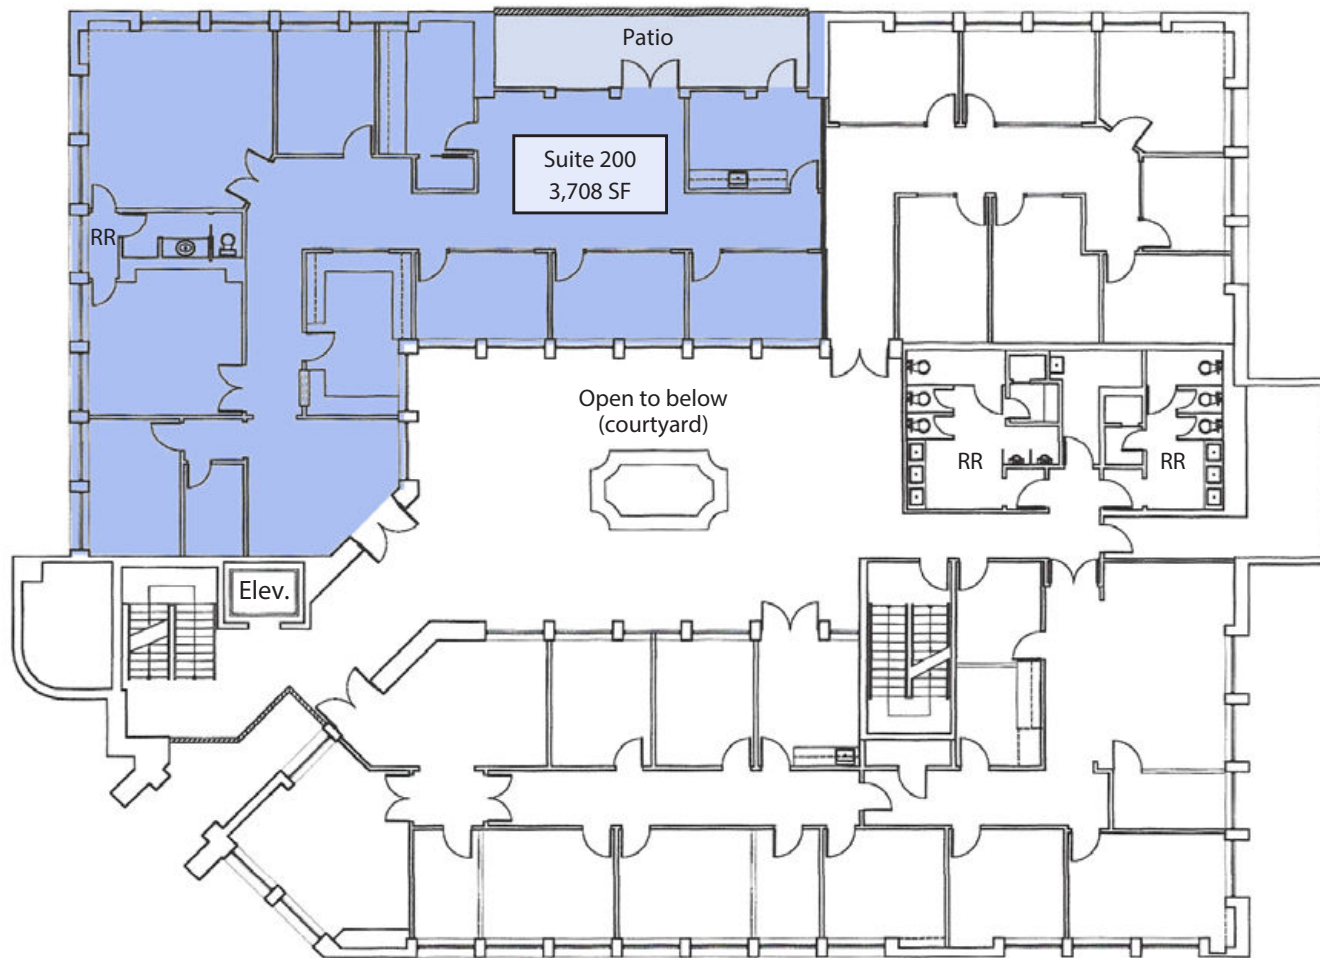 Patio
Suite 200
3,708 SF
RR
Open to below
(courtyard)
RR
RR
Elev.